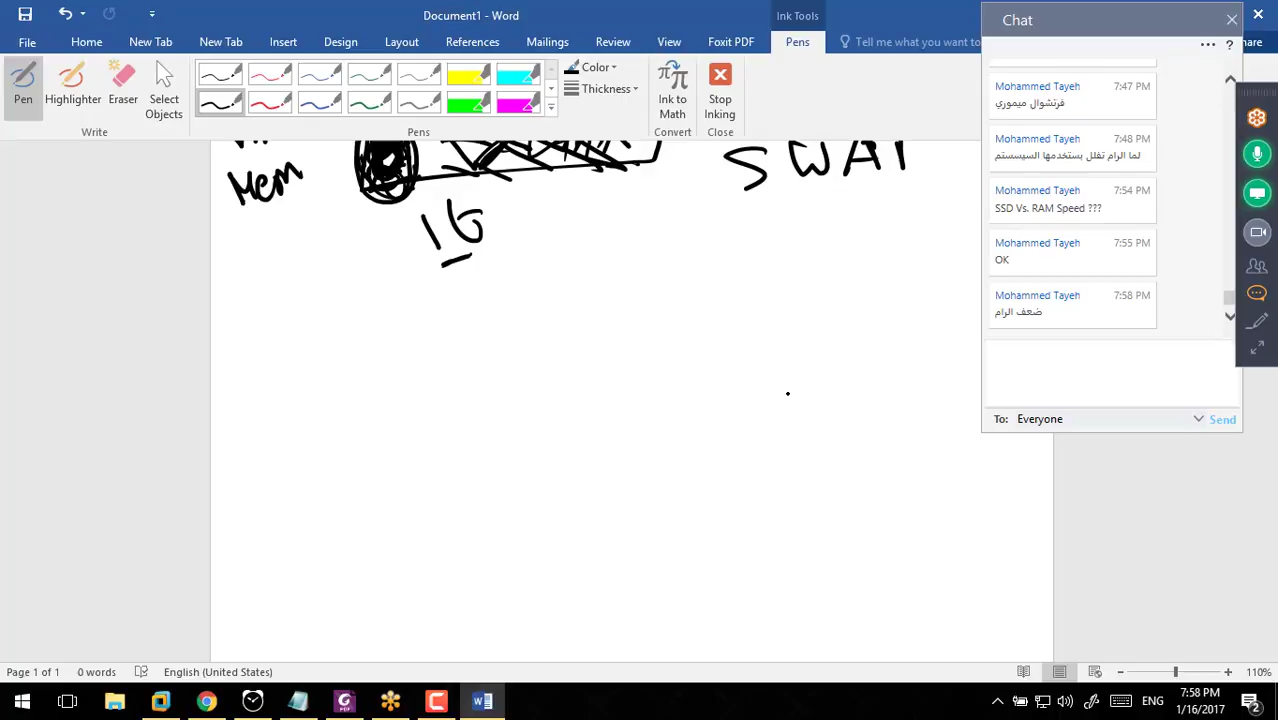 Document1 - Word
Ink Tools
Chat
File
Home
New Tab
New Tab
Insert
Design
Layout
References
Mailings
Review
View
Foxit PDF
Pens
Tell me what you want
Pen
Highlighter
Eraser
Select
Objects
Color
Thickness
Ink to
Math
Stop
Inking
Write
Pens
Convert
Close
Mohammed Tayeh 7:47 PM
فرتشوال ميموري
Mohammed Tayeh 7:48 PM
لما الرام تفلل يستخدمها السيسستم
Mohammed Tayeh 7:54 PM
SSD Vs. RAM Speed ???
Mohammed Tayeh 7:55 PM
OK
Mohammed Tayeh 7:58 PM
ضعف الرام
To: Everyone
Send
Mem
SWAP
16
Page 1 of 1
0 words
English (United States)
110%
ENG
7:58 PM
1/16/2017